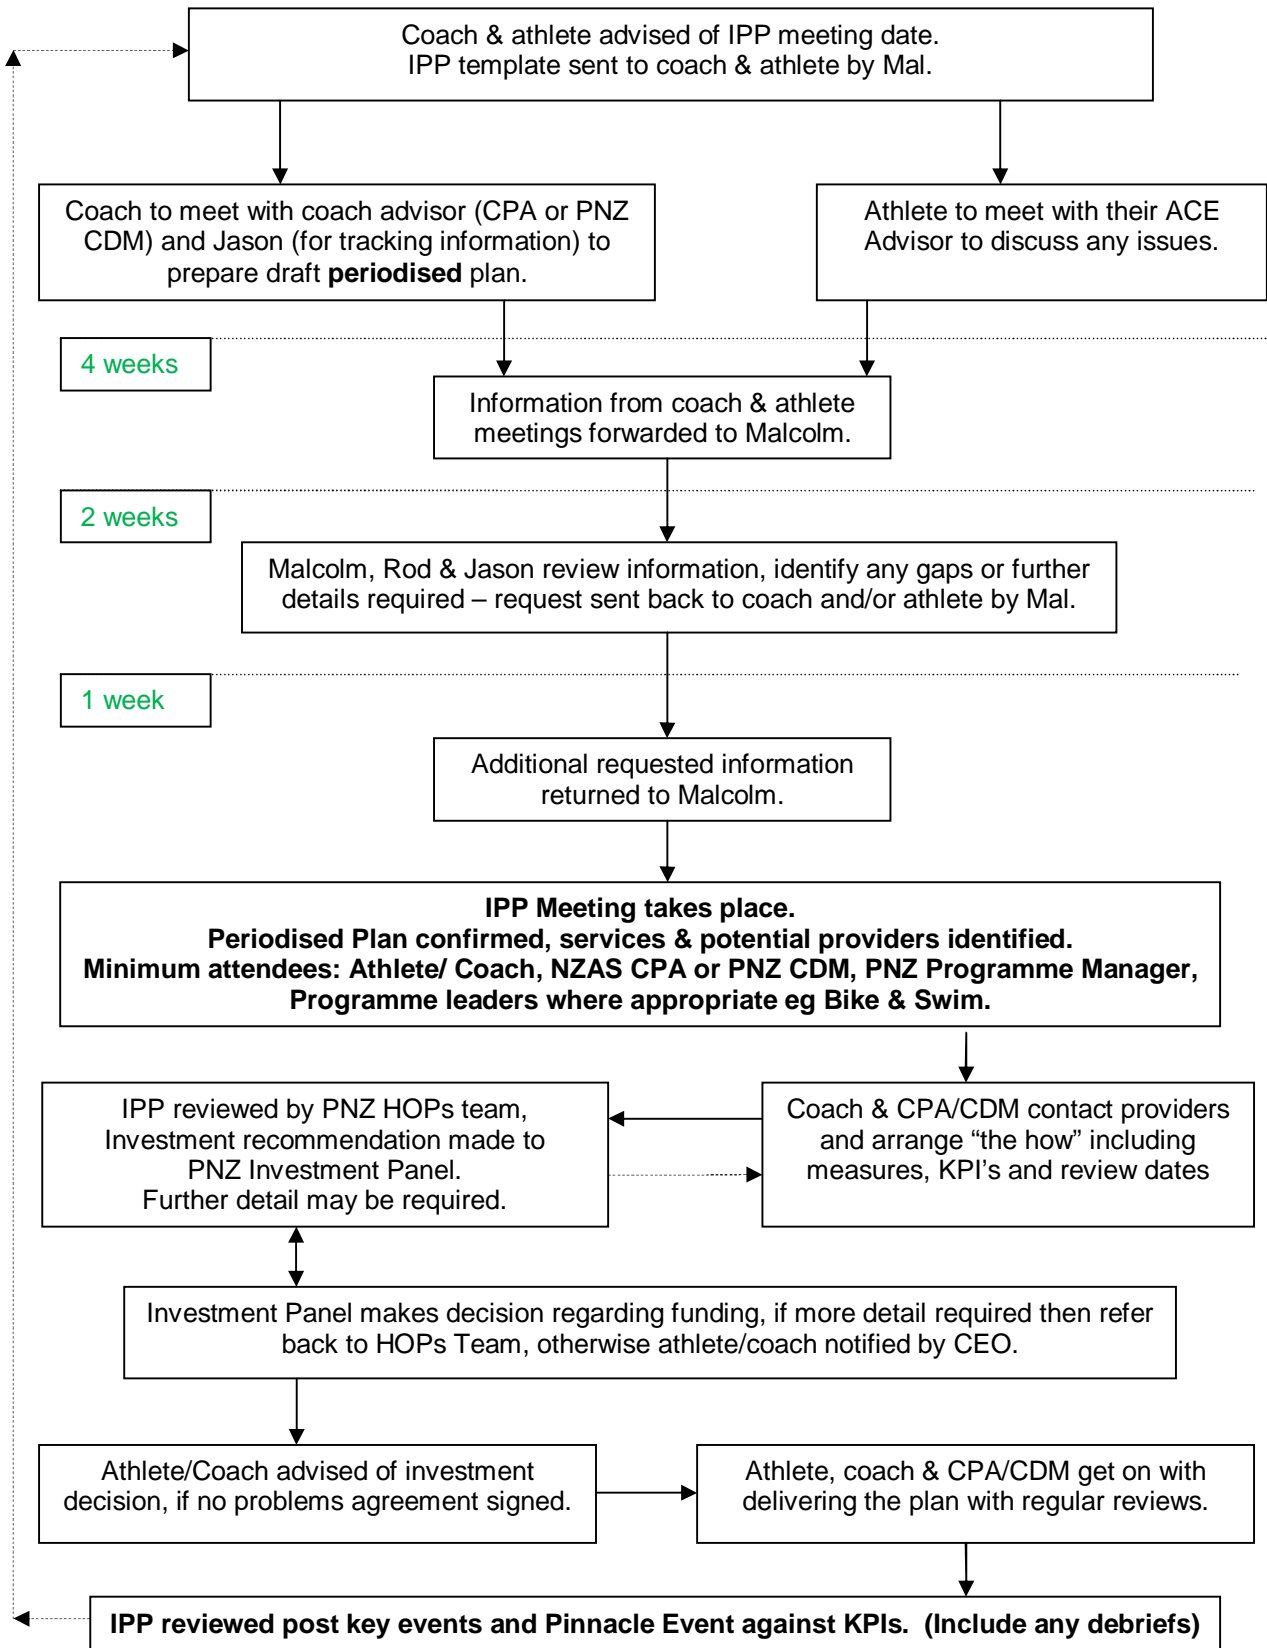 Coach & athlete advised of IPP meeting date.
IPP template sent to coach & athlete by Mal.
Coach to meet with coach advisor (CPA or PNZ
CDM) and Jason (for tracking information) to
prepare draft periodised plan.
Athlete to meet with their ACE
Advisor to discuss any issues.
4 weeks
Information from coach & athlete
meetings forwarded to Malcolm.
2 weeks
Malcolm, Rod & Jason review information, identify any gaps or further
details required – request sent back to coach and/or athlete by Mal.
1 week
Additional requested information
returned to Malcolm.
IPP Meeting takes place.
Periodised Plan confirmed, services & potential providers identified.
Minimum attendees: Athlete/ Coach, NZAS CPA or PNZ CDM, PNZ Programme Manager,
Programme leaders where appropriate eg Bike & Swim.
IPP reviewed by PNZ HOPs team,
Investment recommendation made to
PNZ Investment Panel.
Further detail may be required.
Coach & CPA/CDM contact providers
and arrange “the how” including
measures, KPI's and review dates
Investment Panel makes decision regarding funding, if more detail required then refer
back to HOPs Team, otherwise athlete/coach notified by CEO.
Athlete/Coach advised of investment
decision, if no problems agreement signed.
Athlete, coach & CPA/CDM get on with
delivering the plan with regular reviews.
IPP reviewed post key events and Pinnacle Event against KPIs. (Include any debriefs)